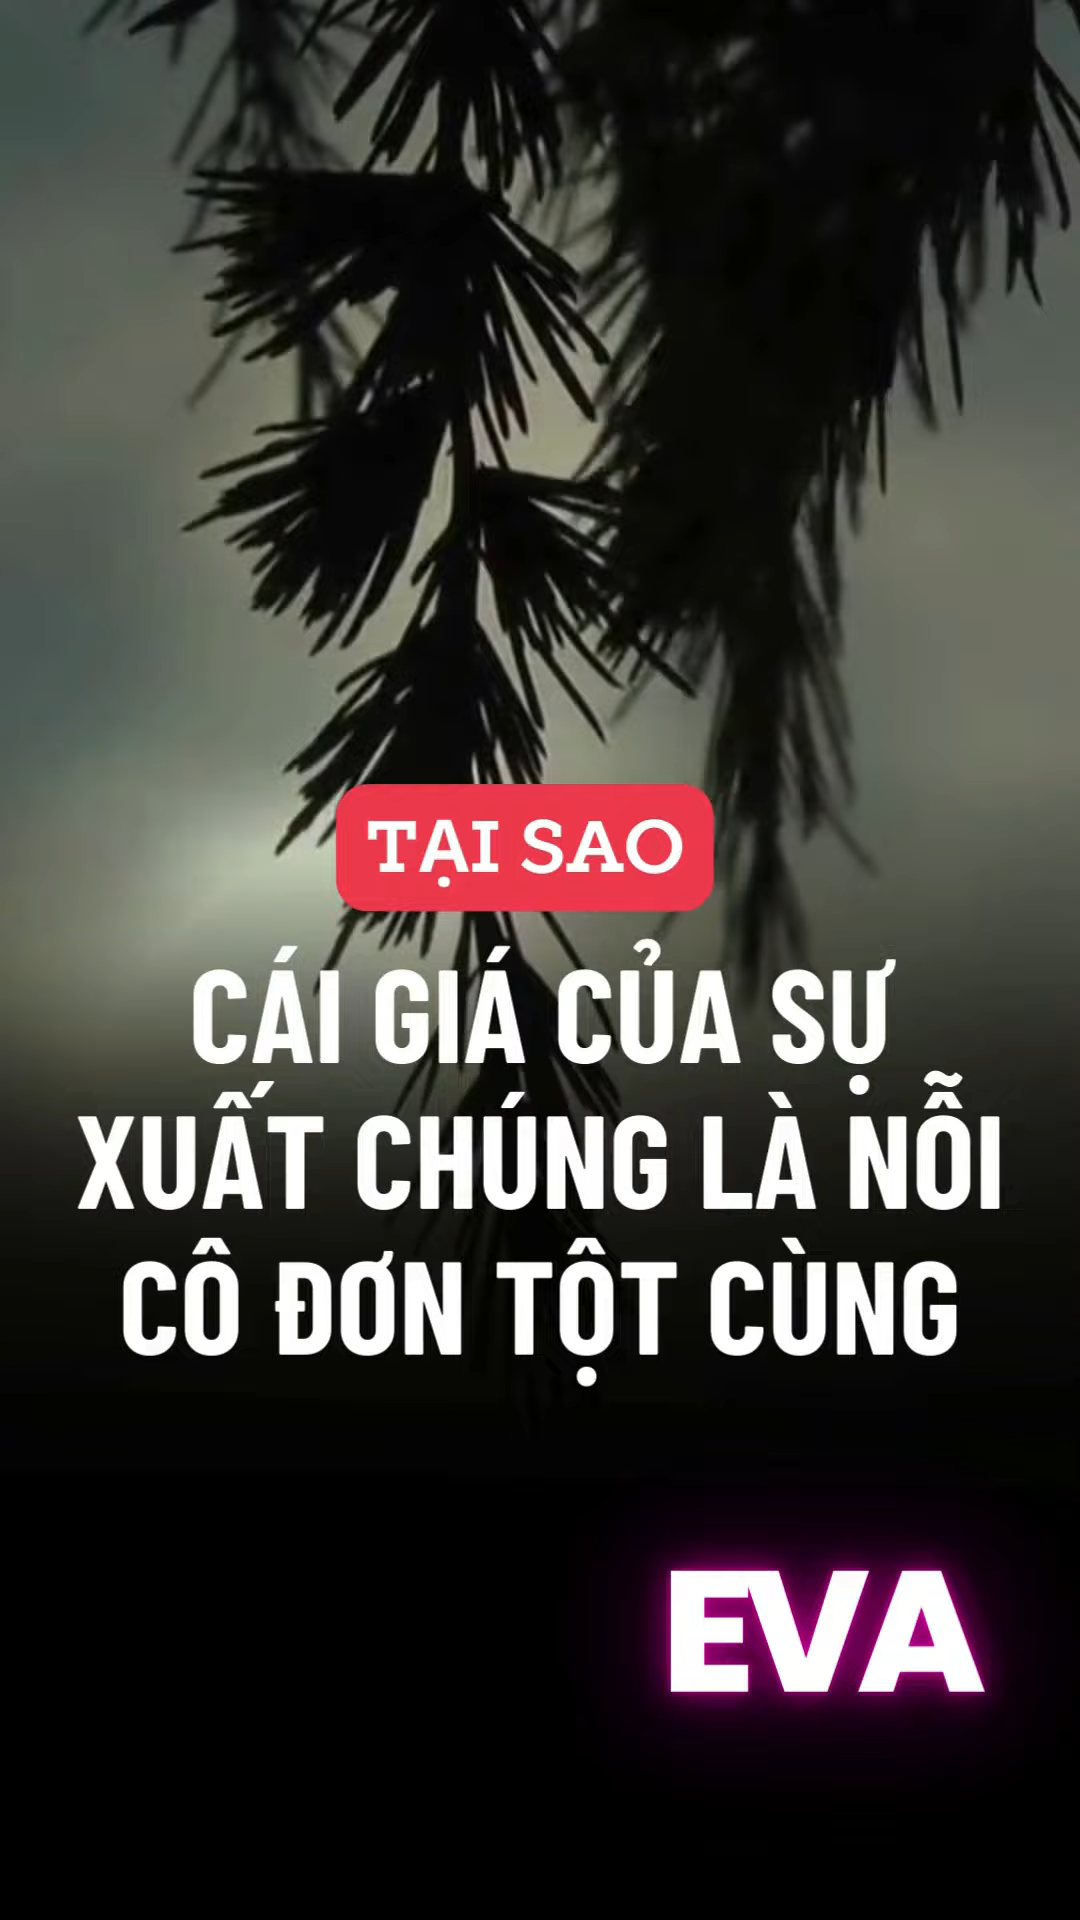 TẠI SAO
CÁI GIÁ CỦA SỰ
XUẤT CHÚNG LÀ NỖI
CÔ ĐƠN TỘT CÙNG
EVA